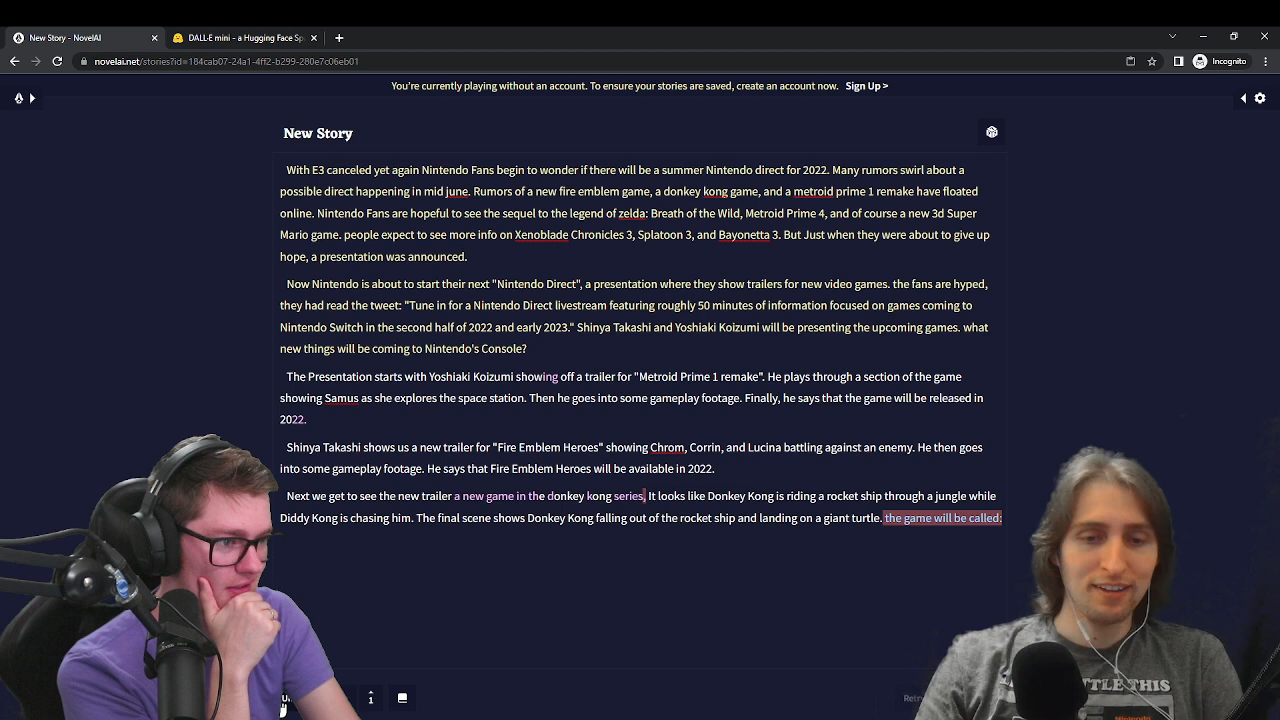 New Story - NovelAI
DALL·E mini - a Hugging Face Sp
novelai.net/stories?id=184cab07-24a1-4ff2-b299-280e7c06eb01
Incognito
You're currently playing without an account. To ensure your stories are saved, create an account now. Sign Up >
New Story
With E3 canceled yet again Nintendo Fans begin to wonder if there will be a summer Nintendo direct for 2022. Many rumors swirl about a
possible direct happening in mid june. Rumors of a new fire emblem game, a donkey kong game, and a metroid prime 1 remake have floated
online. Nintendo Fans are hopeful to see the sequel to the legend of zelda: Breath of the Wild, Metroid Prime 4, and of course a new 3d Super
Mario game. people expect to see more info on Xenoblade Chronicles 3, Splatoon 3, and Bayonetta 3. But Just when they were about to give up
hope, a presentation was announced.
Now Nintendo is about to start their next "Nintendo Direct", a presentation where they show trailers for new video games. the fans are hyped,
they had read the tweet: "Tune in for a Nintendo Direct livestream featuring roughly 50 minutes of information focused on games coming to
Nintendo Switch in the second half of 2022 and early 2023." Shinya Takashi and Yoshiaki Koizumi will be presenting the upcoming games. what
new things will be coming to Nintendo's Console?
The Presentation starts with Yoshiaki Koizumi showing off a trailer for "Metroid Prime 1 remake". He plays through a section of the game
showing Samus as she explores the space station. Then he goes into some gameplay footage. Finally, he says that the game will be released in
2022.
Shinya Takashi shows us a new trailer for "Fire Emblem Heroes" showing Chrom, Corrin, and Lucina battling against an enemy. He then goes
into some gameplay footage. He says that Fire Emblem Heroes will be available in 2022.
Next we get to see the new trailer a new game in the donkey kong series. It looks like Donkey Kong is riding a rocket ship through a jungle while
Diddy Kong is chasing him. The final scene shows Donkey Kong falling out of the rocket ship and landing on a giant turtle. the game will be called:
Retr
TLE THIS
Nintendo